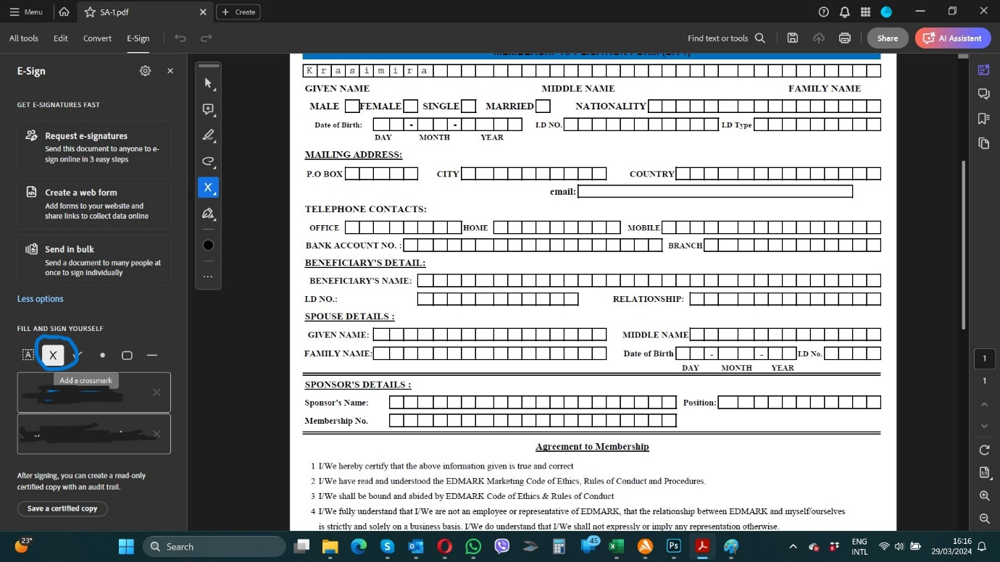 Menu SA-1.pdf Create
All tools Edit Convert E-Sign Find text or tools Share AI Assistant
E-Sign
GET E-SIGNATURES FAST
Request e-signatures
Send this document to anyone to e-
sign online in 3 easy steps
Create a web form
Add forms to your website and
share links to collect data online
Send in bulk
Send a document to many people at
once to sign individually
Less options
FILL AND SIGN YOURSELF
Add a crossmark
After signing, you can create a read-only
certified copy with an audit trail.
Save a certified copy
Krasimira
GIVEN NAME MIDDLE NAME FAMILY NAME
MALE FEMALE SINGLE MARRIED NATIONALITY
Date of Birth: - - I.D NO. I.D Type
DAY MONTH YEAR
MAILING ADDRESS:
P.O BOX CITY COUNTRY
email:
TELEPHONE CONTACTS:
OFFICE HOME MOBILE
BANK ACCOUNT NO. : BRANCH
BENEFICIARY'S DETAIL:
BENEFICIARY'S NAME:
I.D NO.: RELATIONSHIP:
SPOUSE DETAILS :
GIVEN NAME: MIDDLE NAME
FAMILY NAME: Date of Birth - - I.D No.
DAY MONTH YEAR
SPONSOR'S DETAILS :
Sponsor's Name: Position:
Membership No.
Agreement to Membership
1 I/We hereby certify that the above information given is true and correct
2 I/We have read and understood the EDMARK Marketing Code of Ethics, Rules of Conduct and Procedures.
3 I/We shall be bound and abided by EDMARK Code of Ethics & Rules of Conduct
4 I/We fully understand that I/We are not an employee or representative of EDMARK, that the relationship between EDMARK and myself/ourselves
is strictly and solely on a business basis. I/We do understand that I/We shall not expressly or imply any representation otherwise.
1
1
23° Search 45 ENG 16:16
INTL 29/03/2024